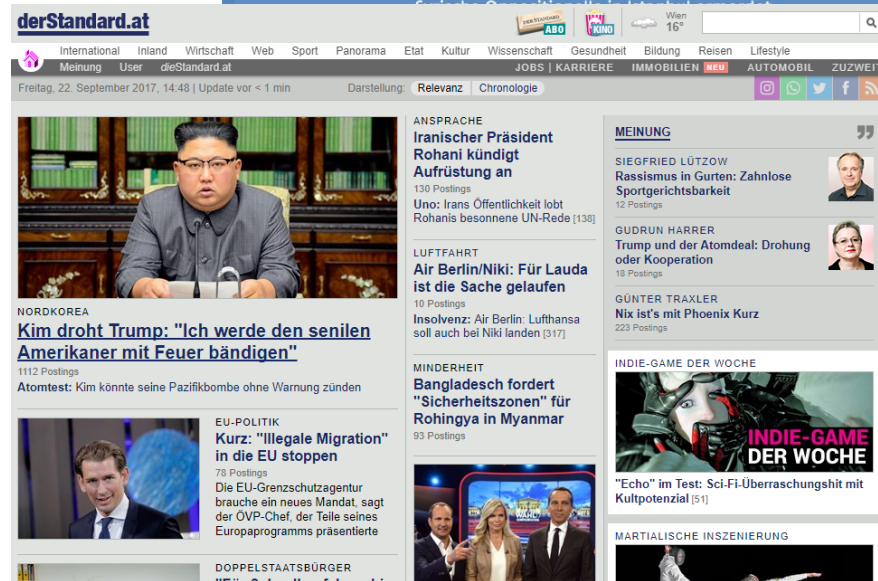 derStandard.at
DER STANDARD
ABO
KINO
Wien
16°
International Inland Wirtschaft Web Sport Panorama Etat Kultur Wissenschaft Gesundheit Bildung Reisen Lifestyle
Meinung User dieStandard.at JOBS | KARRIERE IMMOBILIEN NEU AUTOMOBIL ZUZWEIT
Freitag, 22. September 2017, 14:48 | Update vor < 1 min Darstellung: Relevanz Chronologie
NORDKOREA
Kim droht Trump: "Ich werde den senilen
Amerikaner mit Feuer bändigen"
1112 Postings
Atomtest: Kim könnte seine Pazifikbombe ohne Warnung zünden
EU-POLITIK
Kurz: "Illegale Migration"
in die EU stoppen
78 Postings
Die EU-Grenzschutzagentur
brauche ein neues Mandat, sagt
der ÖVP-Chef, der Teile seines
Europaprogramms präsentierte
DOPPELSTAATSBÜRGER
ANSPRACHE
Iranischer Präsident
Rohani kündigt
Aufrüstung an
130 Postings
Uno: Irans Öffentlichkeit lobt
Rohanis besonnene UN-Rede [138]
LUFTFAHRT
Air Berlin/Niki: Für Lauda
ist die Sache gelaufen
10 Postings
Insolvenz: Air Berlin: Lufthansa
soll auch bei Niki landen [317]
MINDERHEIT
Bangladesch fordert
"Sicherheitszonen" für
Rohingya in Myanmar
93 Postings
MEINUNG
SIEGFRIED LÜTZOW
Rassismus in Gurten: Zahnlose
Sportgerichtsbarkeit
12 Postings
GUDRUN HARRER
Trump und der Atomdeal: Drohung
oder Kooperation
18 Postings
GÜNTER TRAXLER
Nix ist's mit Phoenix Kurz
223 Postings
INDIE-GAME DER WOCHE
INDIE-GAME
DER WOCHE
"Echo" im Test: Sci-Fi-Überraschungshit mit
Kultpotenzial [51]
MARTIALISCHE INSZENIERUNG